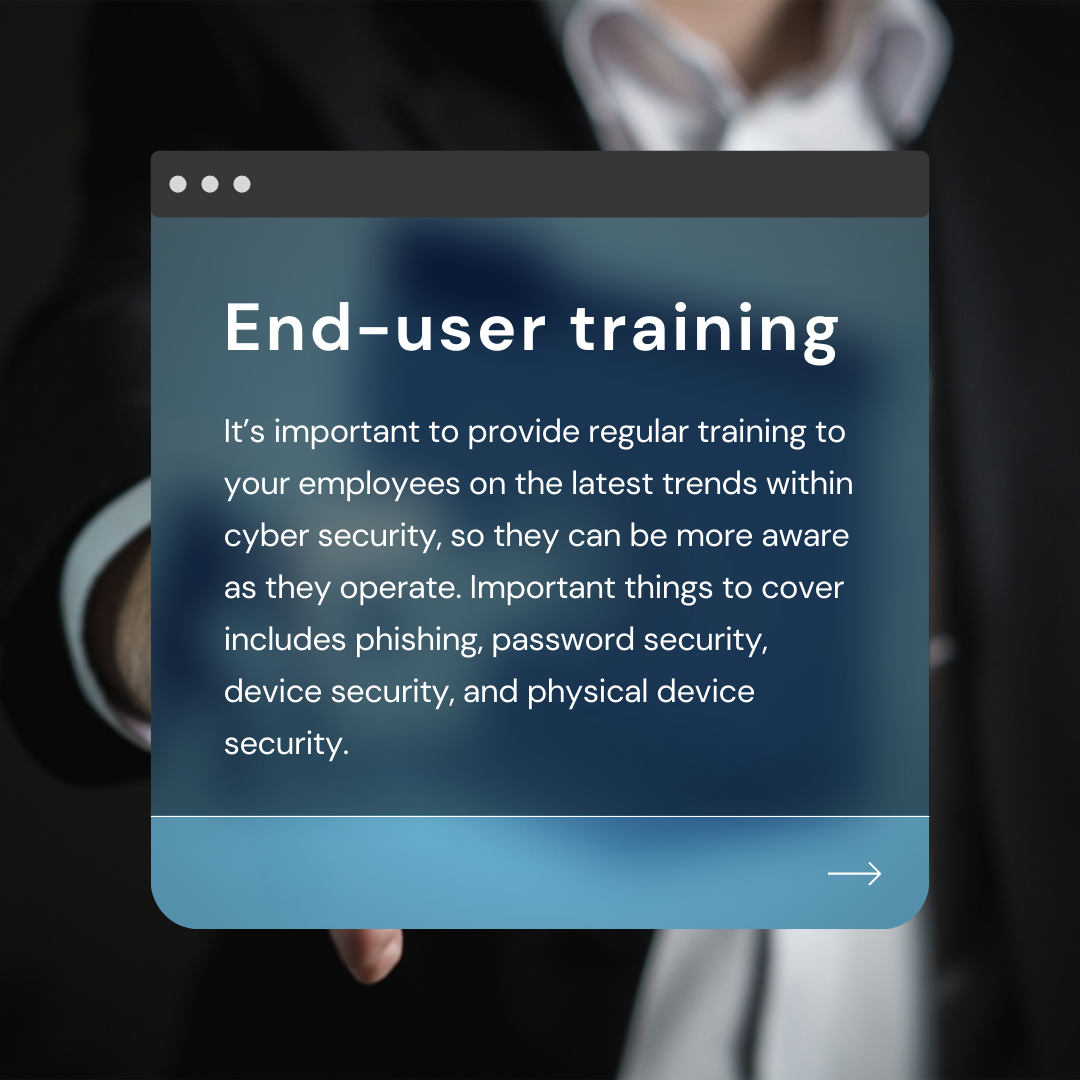 End-user training
It’s important to provide regular training to
your employees on the latest trends within
cyber security, so they can be more aware
as they operate. Important things to cover
includes phishing, password security,
device security, and physical device
security.